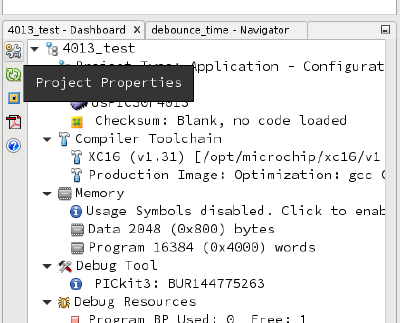 4013_test - Dashboard
debounce_time - Navigator
4013_test
Project Type: Application - Configurat
Project Properties
dsPIC30F4013
Checksum: Blank, no code loaded
Compiler Toolchain
XC16 (v1.31) [/opt/microchip/xc16/v1
Production Image: Optimization: gcc
Memory
Usage Symbols disabled. Click to enab
Data 2048 (0x800) bytes
Program 16384 (0x4000) words
Debug Tool
PICkit3: BUR144775263
Debug Resources
Program BP Used: 0 Free: 1